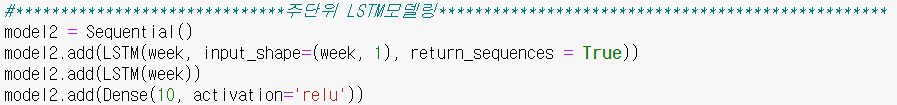 #*****************************주단위 LSTM모델링************************************************
model2 = Sequential()
model2.add(LSTM(week, input_shape=(week, 1), return_sequences = True))
model2.add(LSTM(week))
model2.add(Dense(10, activation='relu'))